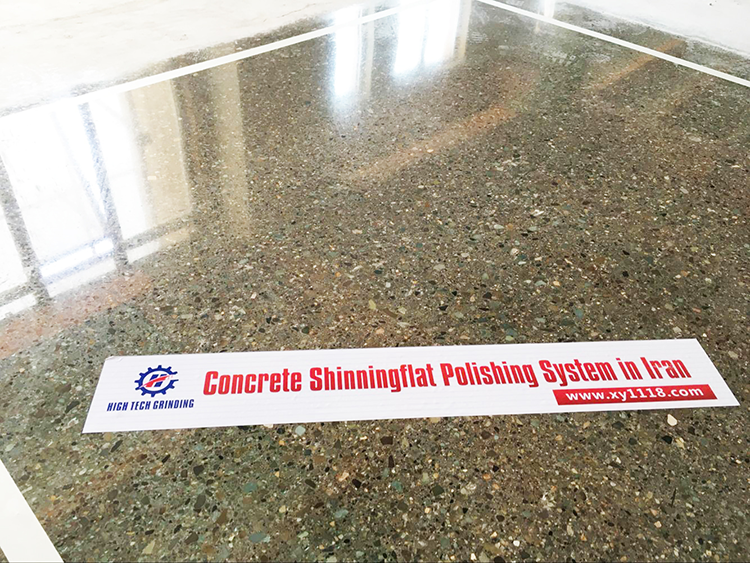 Concrete Shinningflat Polishing System in Iran
HIGH TECH GRINDING
www.xy1118.com